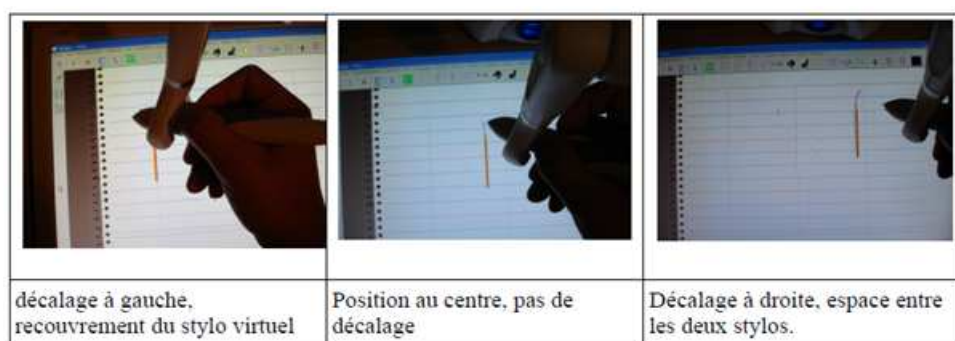 décalage à gauche,
recouvrement du stylo virtuel
Position au centre, pas de
décalage
Décalage à droite, espace entre
les deux stylos.